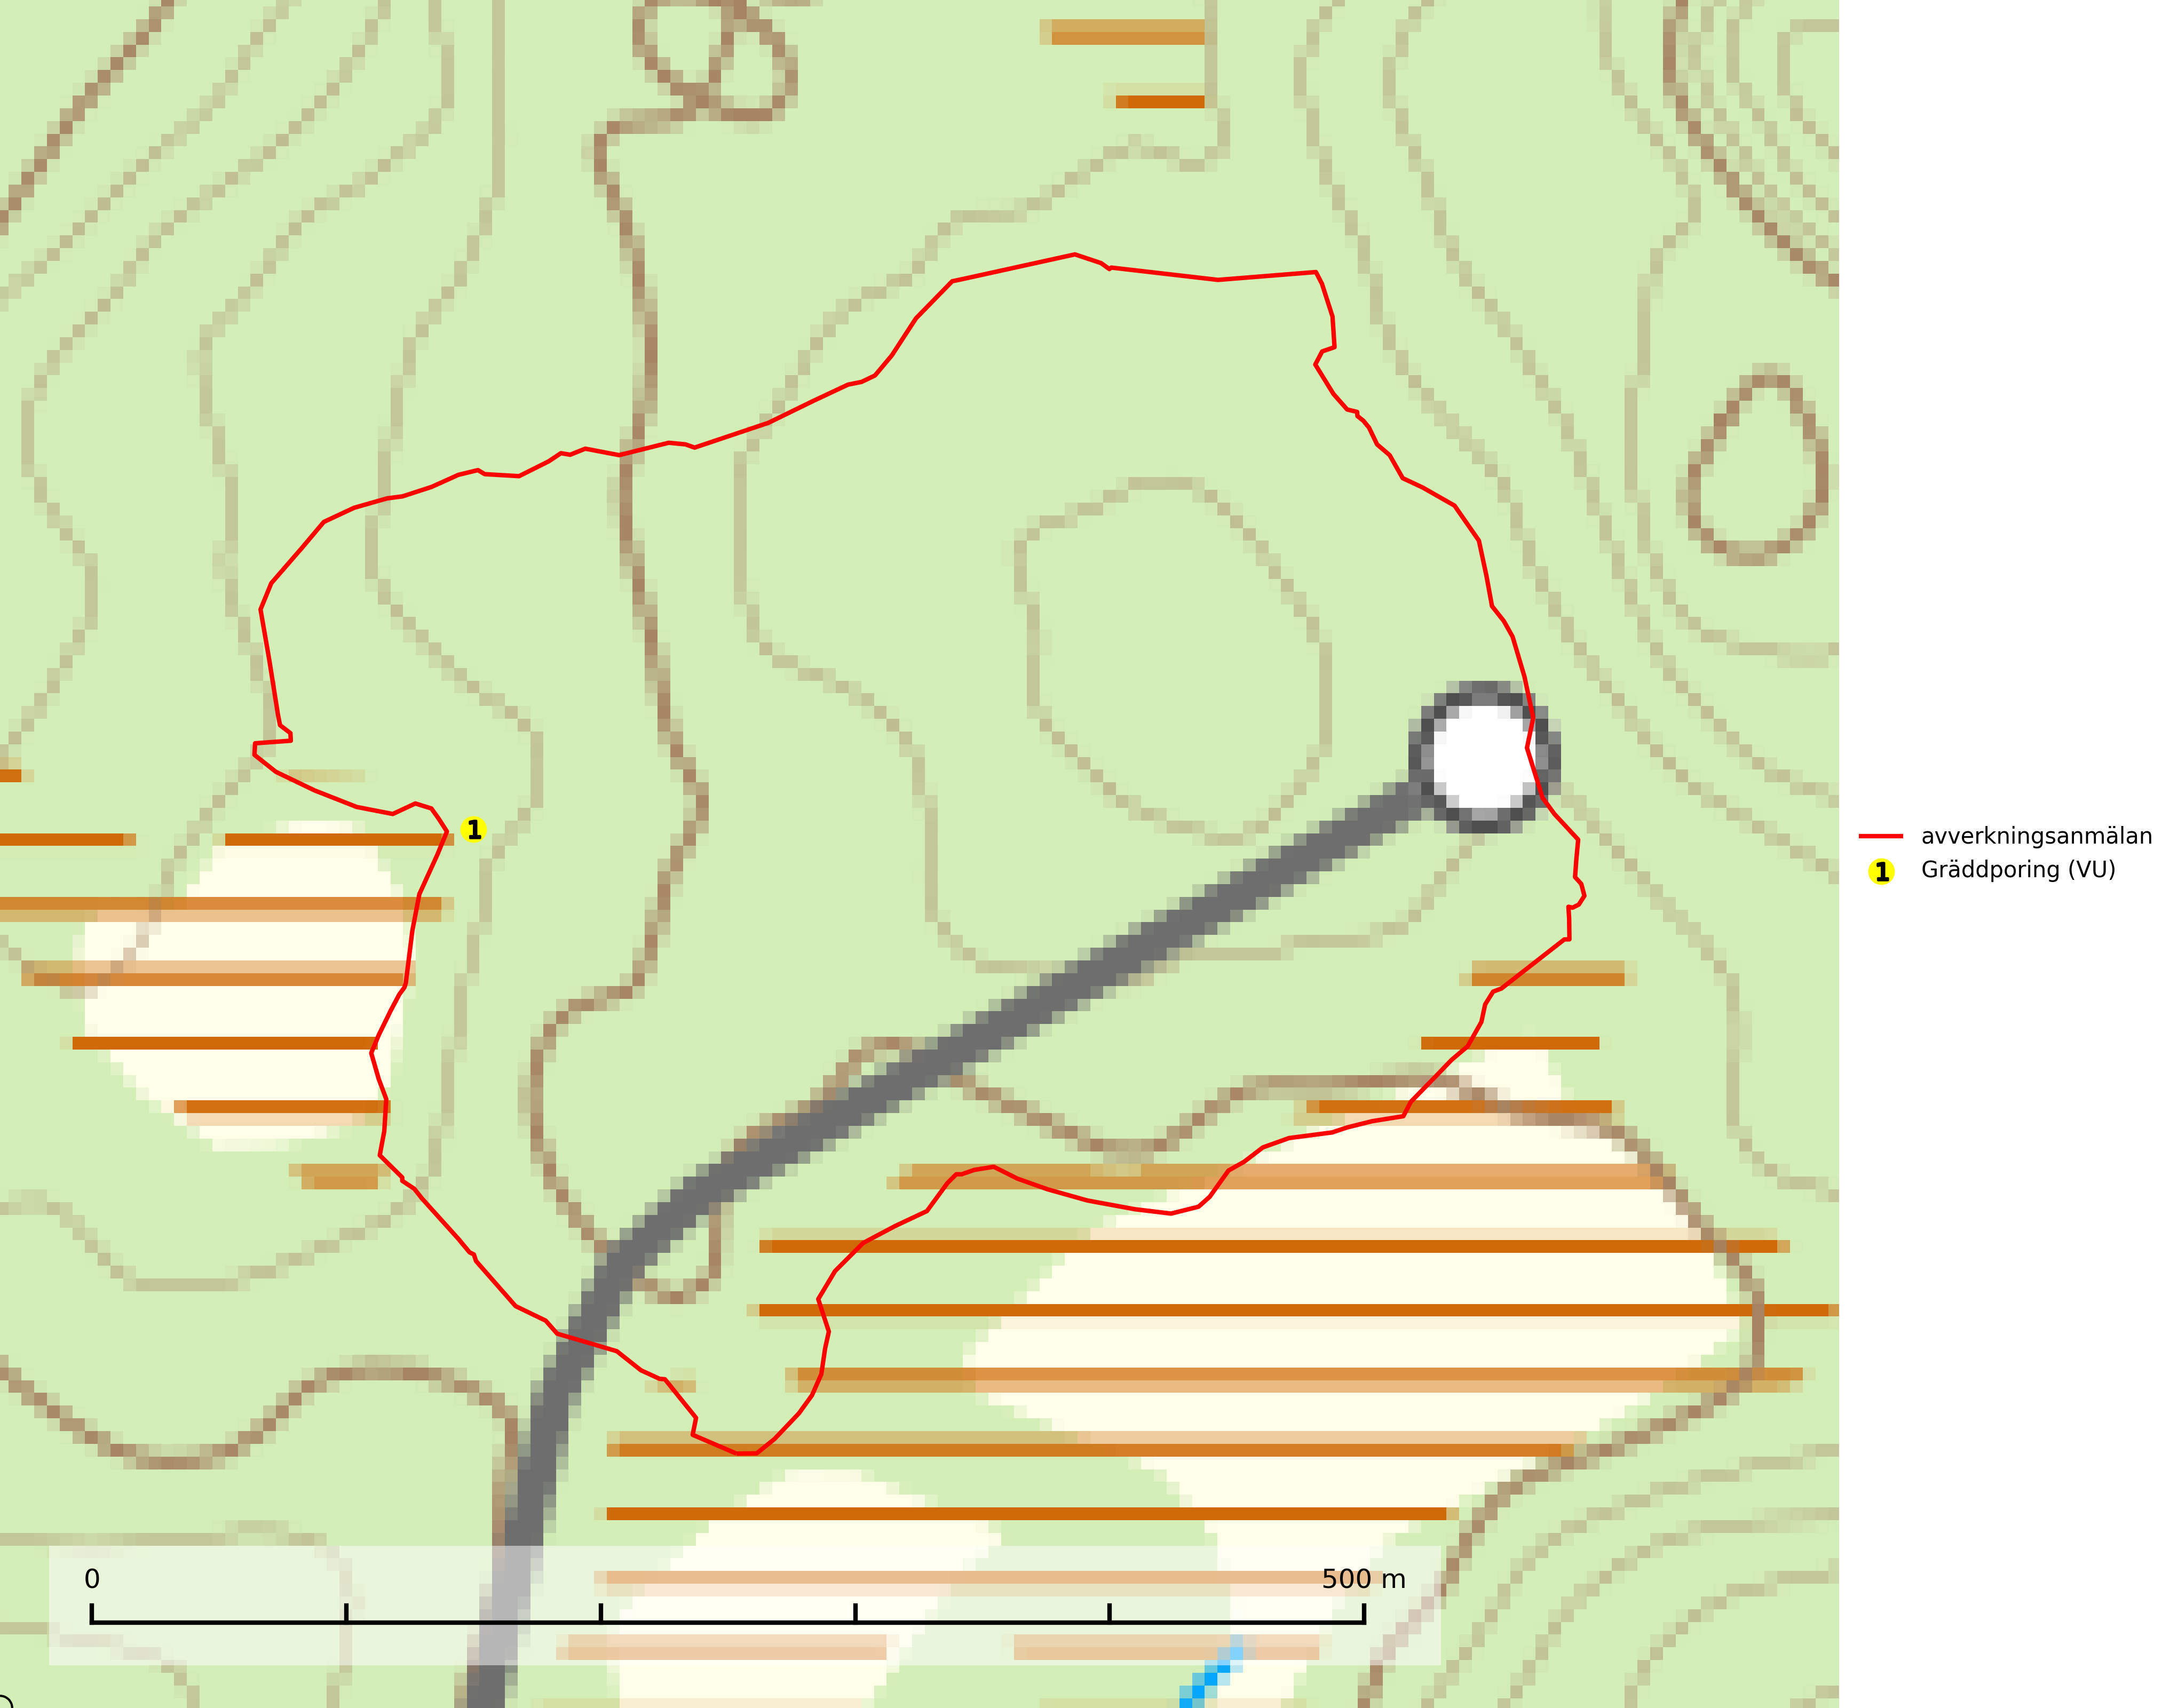 1
avverkningsanmälan
1 Gräddporing (VU)
0 500 m